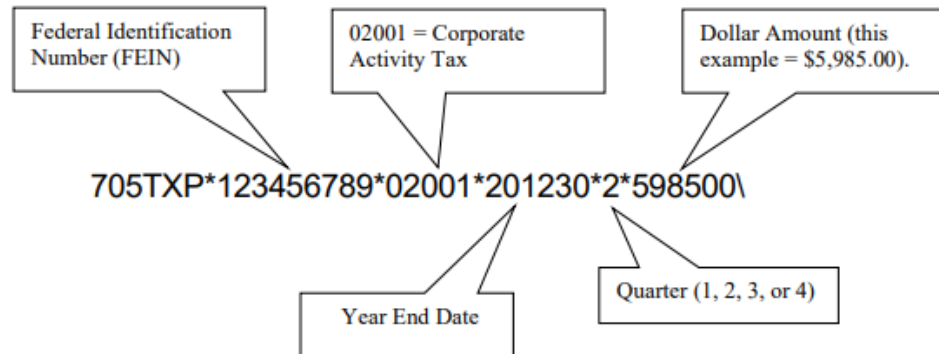 Federal Identification
Number (FEIN)
02001 = Corporate
Activity Tax
Dollar Amount (this
example = $5,985.00).
705TXP*123456789*02001*201230*2*598500\
Year End Date
Quarter (1, 2, 3, or 4)